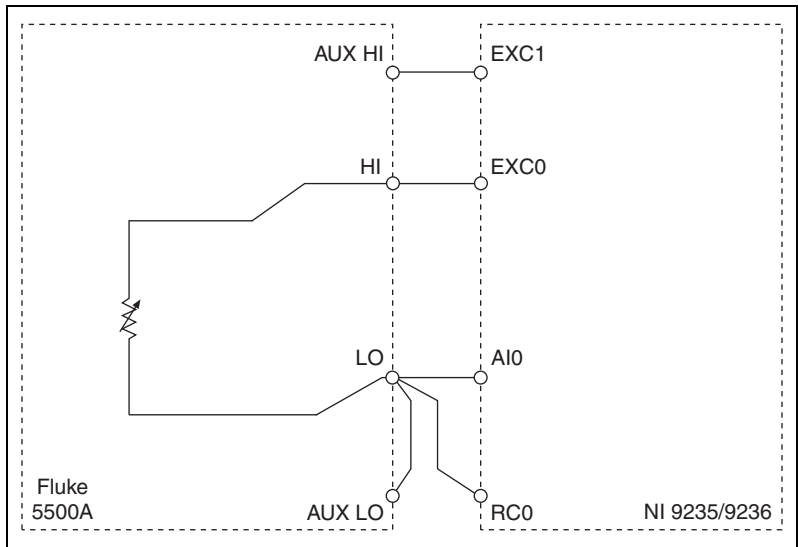 AUX HI EXC1
HI EXC0
LO AI0
Fluke
5500A AUX LO RC0 NI 9235/9236